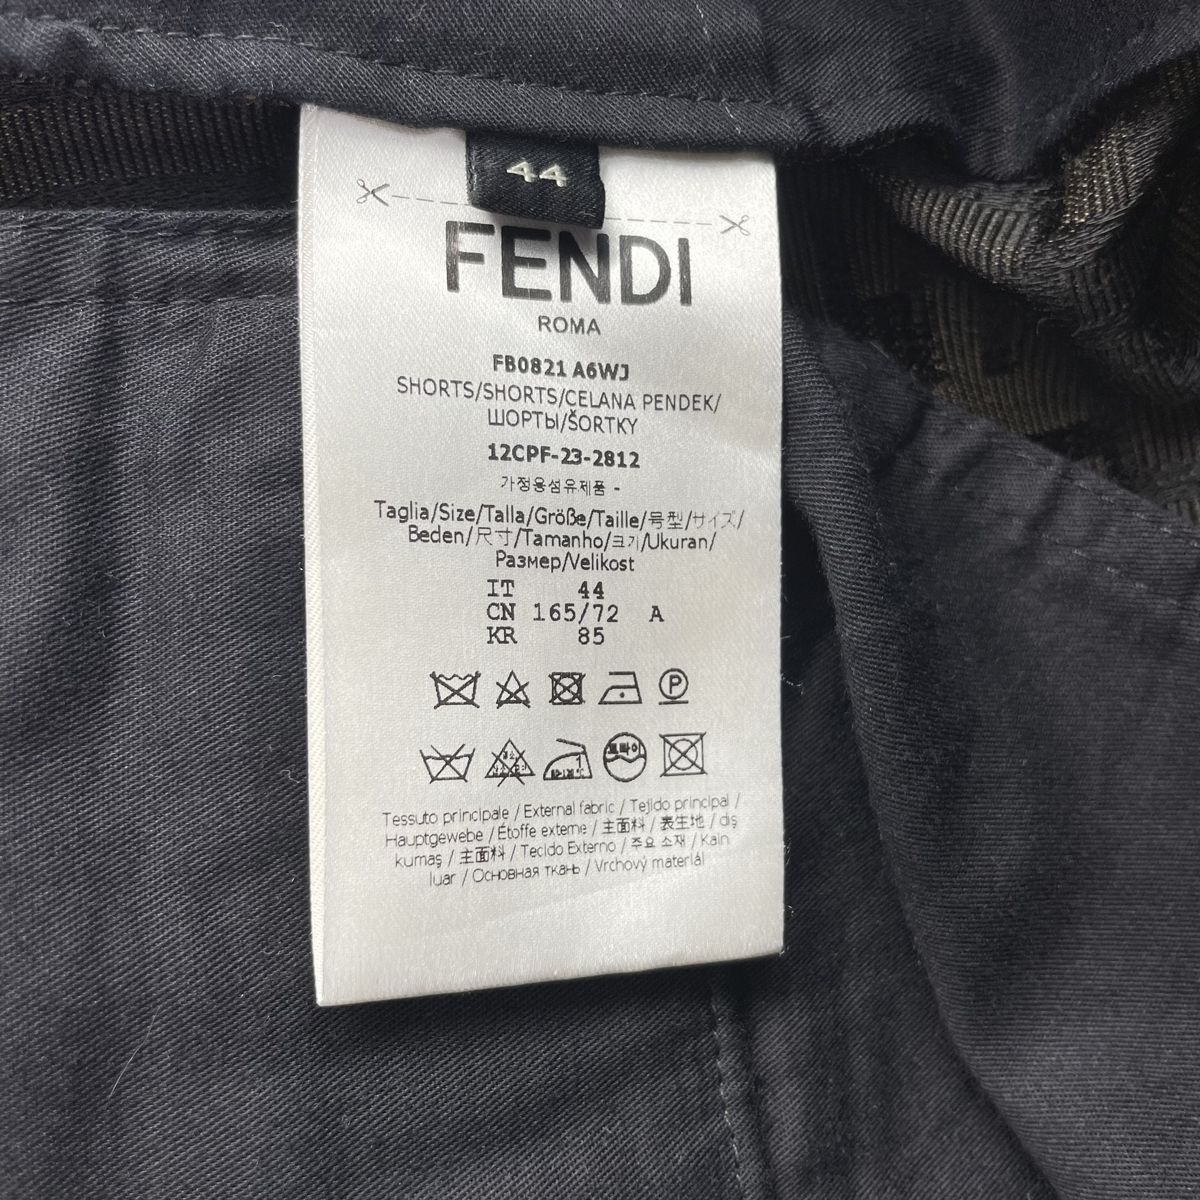 44
FENDI
ROMA
FB0821 A6WJ
SHORTS/SHORTS/CELANA PENDEK/
ШОРТЫ/ŠORTKY
12CPF-23-2812
가정용섬유제품 -
Taglia/Size/Talla/Größe/Taille/号型/サイズ/
Beden/尺寸/Tamanho/크기/Ukuran/
Размер/Velikost
IT 44
CN 165/72 A
KR 85
P
드라이
Tessuto principale / External fabric / Tejido principal /
Hauptgewebe / Étoffe externe / 主面料 / 表生地 / dış
kumaş / 主面料 / Tecido Externo / 주요 소재 / Kain
luar / Основная ткань / Vrchový materiál